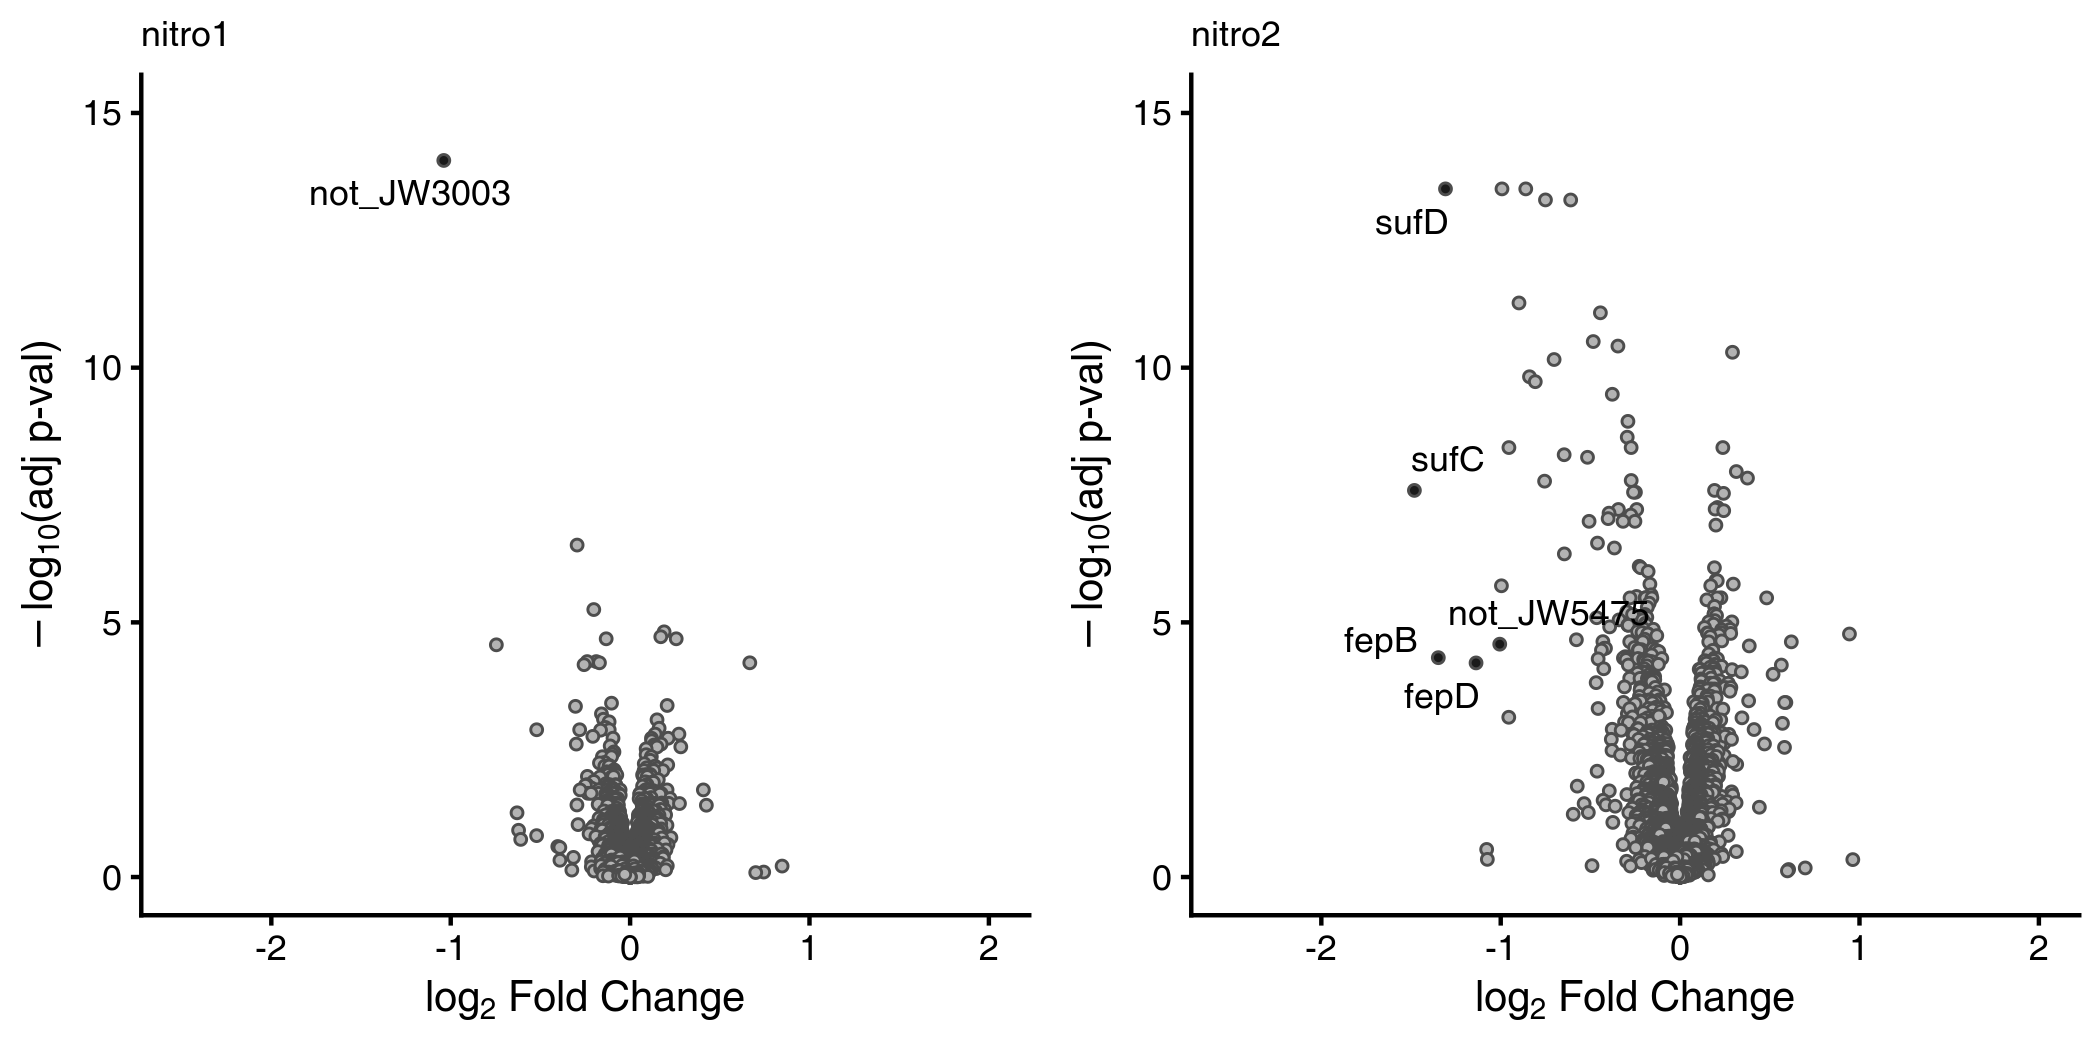 nitro1
15
10
5
0
− log10(adj p-val)
not_JW3003
-2 -1 0 1 2
log2 Fold Change
nitro2
15
10
5
0
− log10(adj p-val)
sufD
sufC
not_JW5475
fepB
fepD
-2 -1 0 1 2
log2 Fold Change